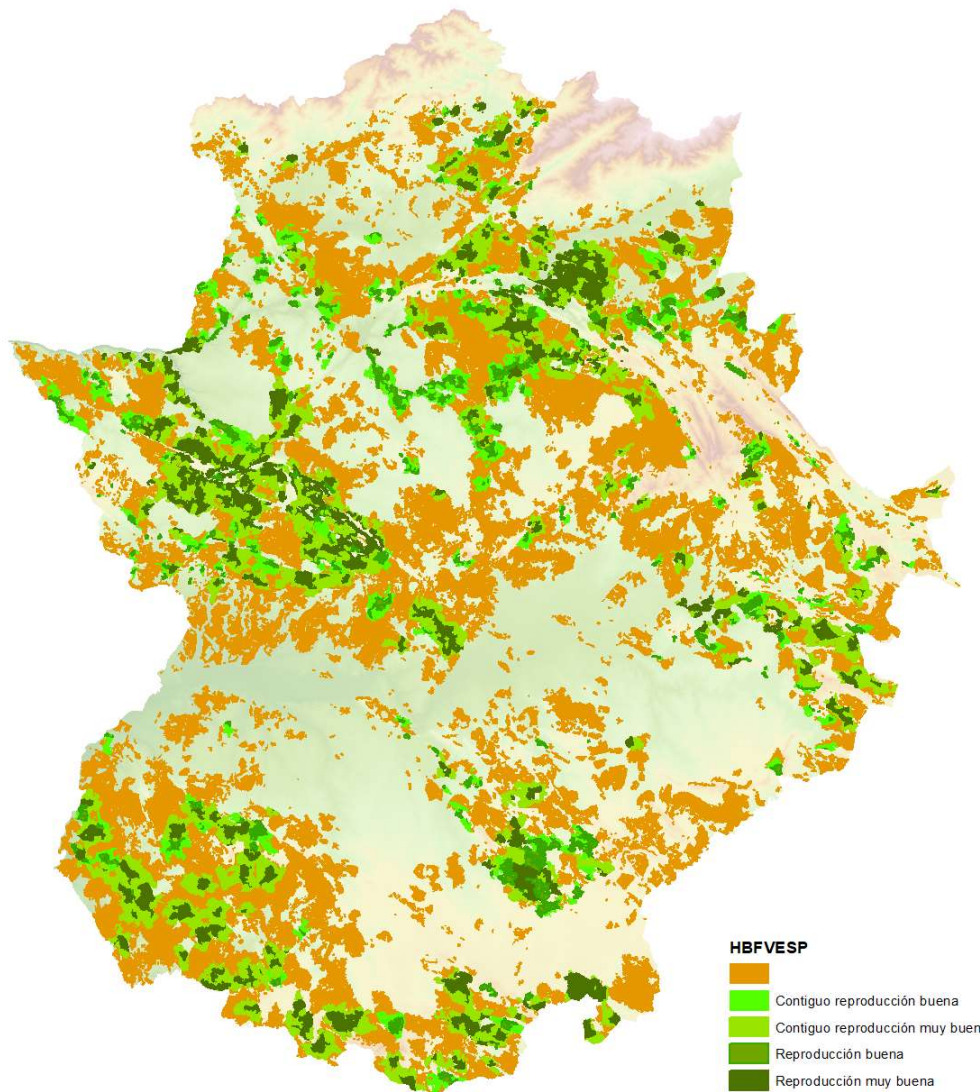 HBFVESP
Contiguo reproducción buena
Contiguo reproducción muy buen
Reproducción buena
Reproducción muy buena